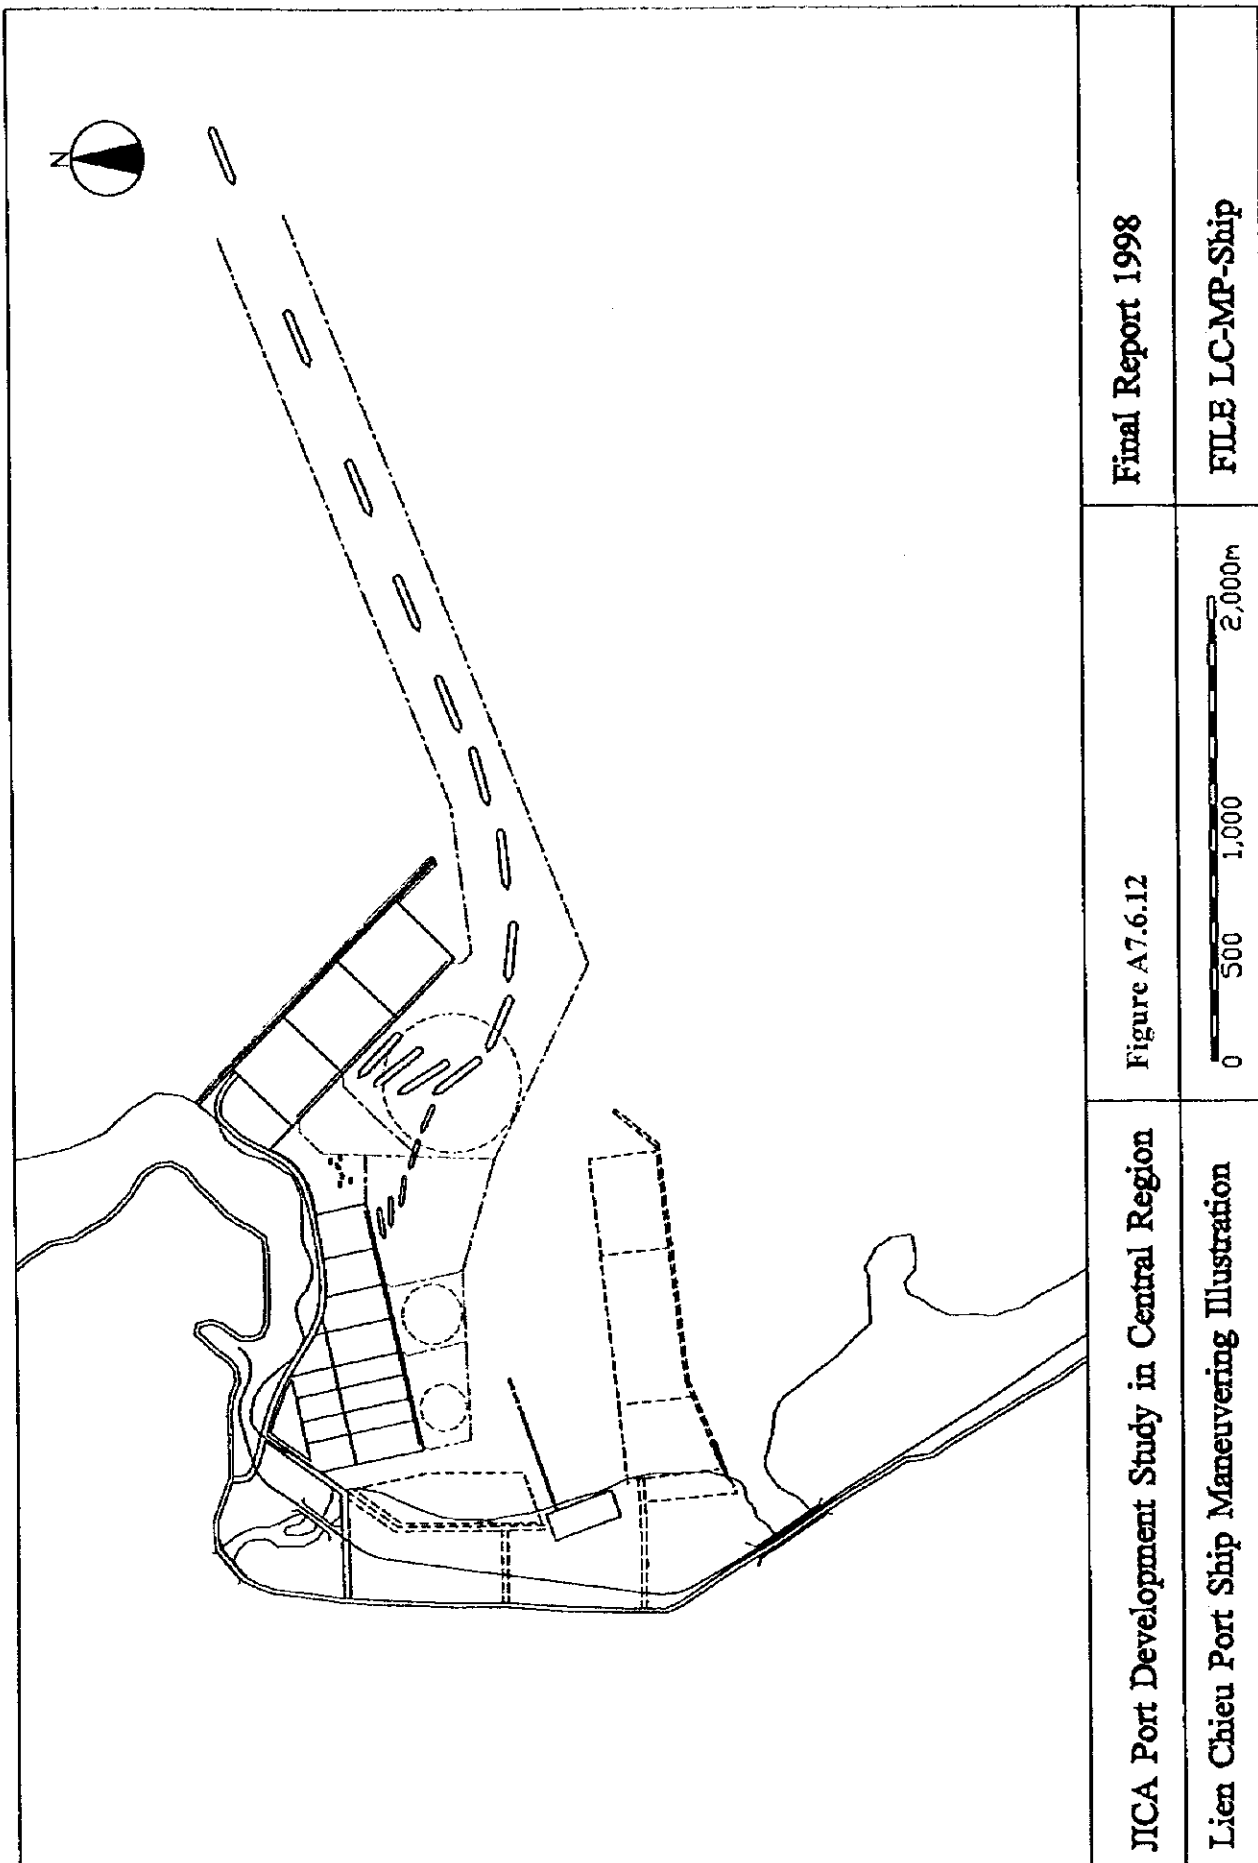 N
JICA Port Development Study in Central Region
Figure A7.6.12
Final Report 1998
Lien Chieu Port Ship Maneuvering Illustration
0 500 1,000 2,000m
FILE LC-MP-Ship